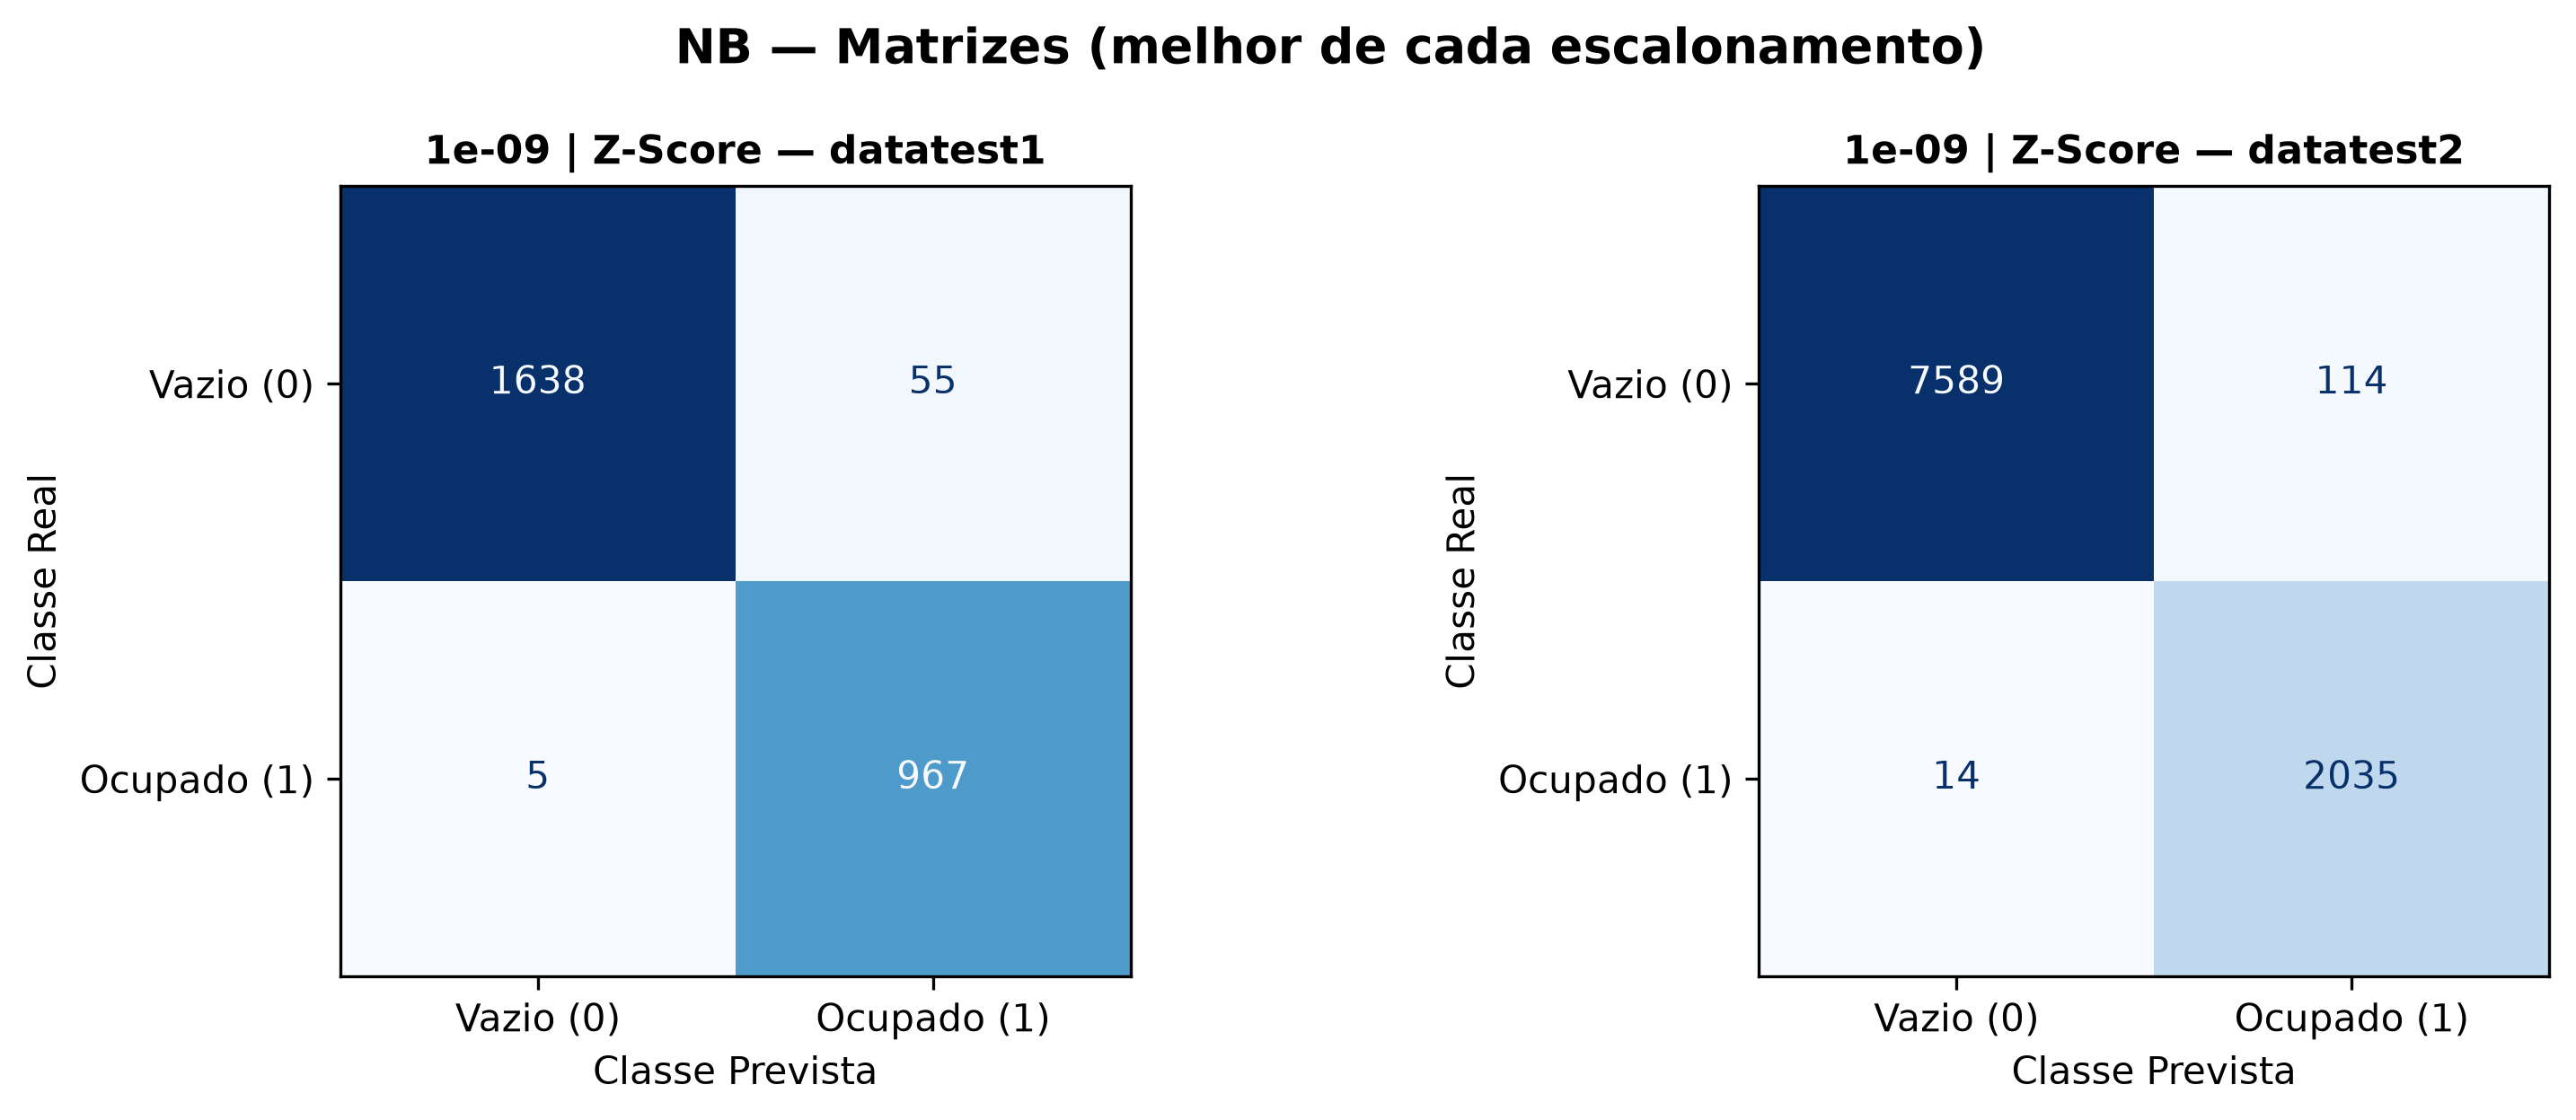 NB — Matrizes (melhor de cada escalonamento)
1e-09 | Z-Score — datatest1
Classe Real
Vazio (0)
1638
55
Ocupado (1)
5
967
Vazio (0)
Ocupado (1)
Classe Prevista
1e-09 | Z-Score — datatest2
Classe Real
Vazio (0)
7589
114
Ocupado (1)
14
2035
Vazio (0)
Ocupado (1)
Classe Prevista